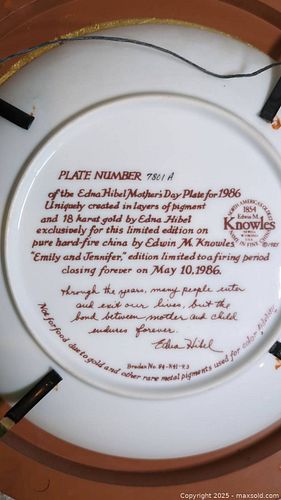 PLATE NUMBER 7801 A
of the Edna Hibel Mother's Day Plate for 1986
Uniquely created in layers of pigment
and 18 karat gold by Edna Hibel
exclusively for this limited edition on
pure hard-fire china by Edwin M. Knowles
"Emily and Jennifer," edition limited to a firing period
closing forever on May 10, 1986.
1854
Edwin M.
Knowles
through the years, many people enter
and exit our lives, but the
bond between mother and child
endures forever.
Edna Hibel
Bradex No. 84-K41-
Not for food due to gold and other rare metal pigments used for color-fidelity
Copyright © 2025 - maxsold.com